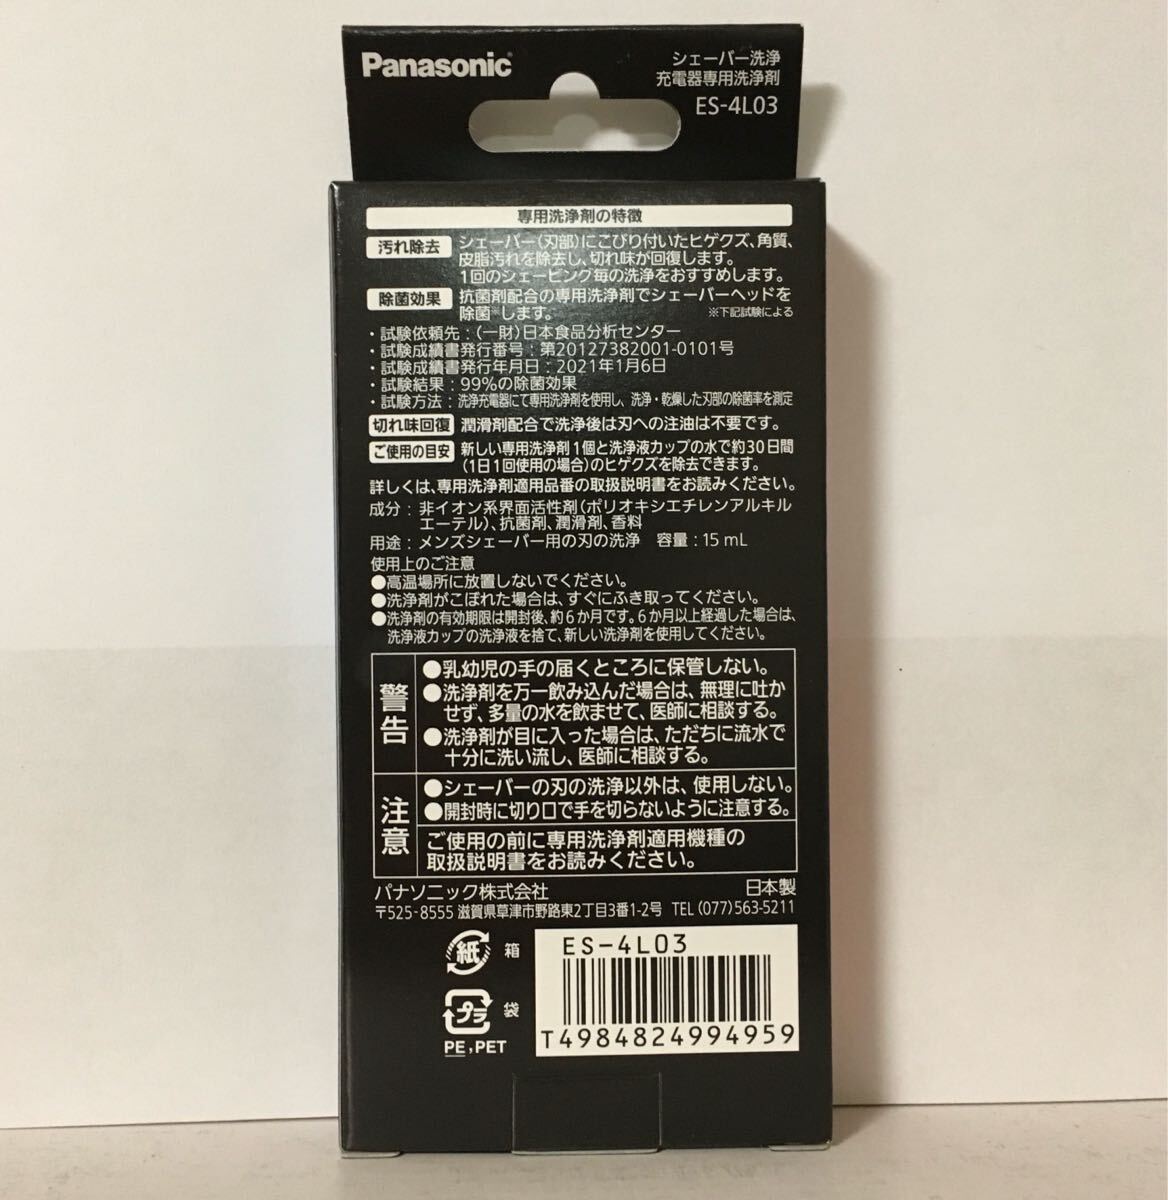 Panasonic
シェーバー洗浄
充電器専用洗浄剤
ES-4L03
専用洗浄剤の特徴
汚れ除去 シェーバー(刃部)にこびり付いたヒゲクズ、角質、
皮脂汚れを除去し、切れ味が回復します。
1回のシェービング毎の洗浄をおすすめします。
除菌効果 抗菌剤配合の専用洗浄剤でシェーバーヘッドを
除菌※します。 ※下記試験による
・試験依頼先:(一財)日本食品分析センター
・試験成績書発行番号:第20127382001-0101号
・試験成績書発行年月日:2021年1月6日
・試験結果:99%の除菌効果
・試験方法:洗浄充電器にて専用洗浄剤を使用し、洗浄・乾燥した刃部の除菌率を測定
切れ味回復 潤滑剤配合で洗浄後は刃への注油は不要です。
ご使用の目安 新しい専用洗浄剤1個と洗浄液カップの水で約30日間
(1日1回使用の場合)のヒゲクズを除去できます。
詳しくは、専用洗浄剤適用品番の取扱説明書をお読みください。
成分:非イオン系界面活性剤(ポリオキシエチレンアルキル
エーテル)、抗菌剤、潤滑剤、香料
用途:メンズシェーバー用の刃の洗浄 容量:15 mL
使用上のご注意
●高温場所に放置しないでください。
●洗浄剤がこぼれた場合は、すぐにふき取ってください。
●洗浄剤の有効期限は開封後、約6か月です。6か月以上経過した場合は、
洗浄液カップの洗浄液を捨て、新しい洗浄剤を使用してください。
警告
●乳幼児の手の届くところに保管しない。
●洗浄剤を万一飲み込んだ場合は、無理に吐か
せず、多量の水を飲ませて、医師に相談する。
●洗浄剤が目に入った場合は、ただちに流水で
十分に洗い流し、医師に相談する。
注意
●シェーバーの刃の洗浄以外は、使用しない。
●開封時に切り口で手を切らないように注意する。
ご使用の前に専用洗浄剤適用機種の
取扱説明書をお読みください。
パナソニック株式会社 日本製
〒525-8555 滋賀県草津市野路東2丁目3番1-2号 TEL (077)563-5211
紙 箱
プラ 袋
PE,PET
ES-4L03
T4984824994959